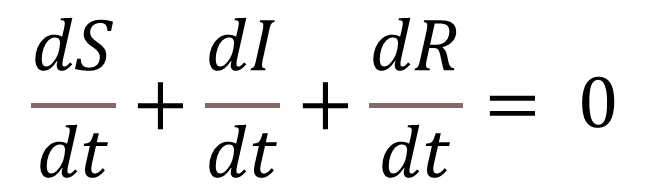 dS/dt + dI/dt + dR/dt = 0